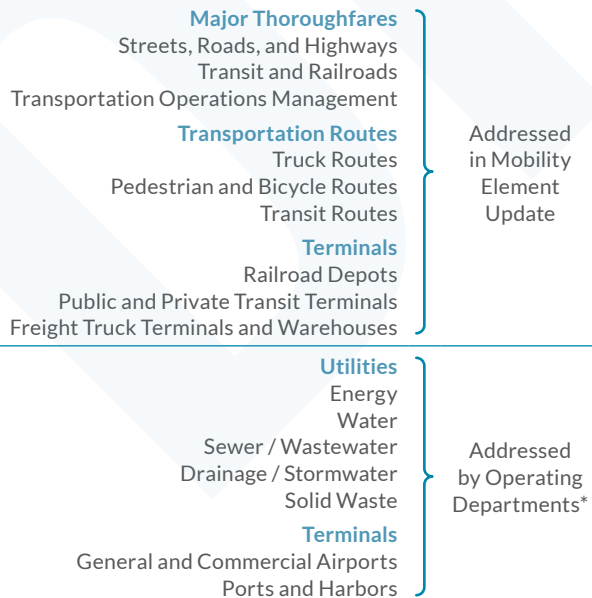 Major Thoroughfares
Streets, Roads, and Highways
Transit and Railroads
Transportation Operations Management
Transportation Routes
Truck Routes
Pedestrian and Bicycle Routes
Transit Routes
Terminals
Railroad Depots
Public and Private Transit Terminals
Freight Truck Terminals and Warehouses
Addressed
in Mobility
Element
Update
Utilities
Energy
Water
Sewer / Wastewater
Drainage / Stormwater
Solid Waste
Terminals
General and Commercial Airports
Ports and Harbors
Addressed
by Operating
Departments*